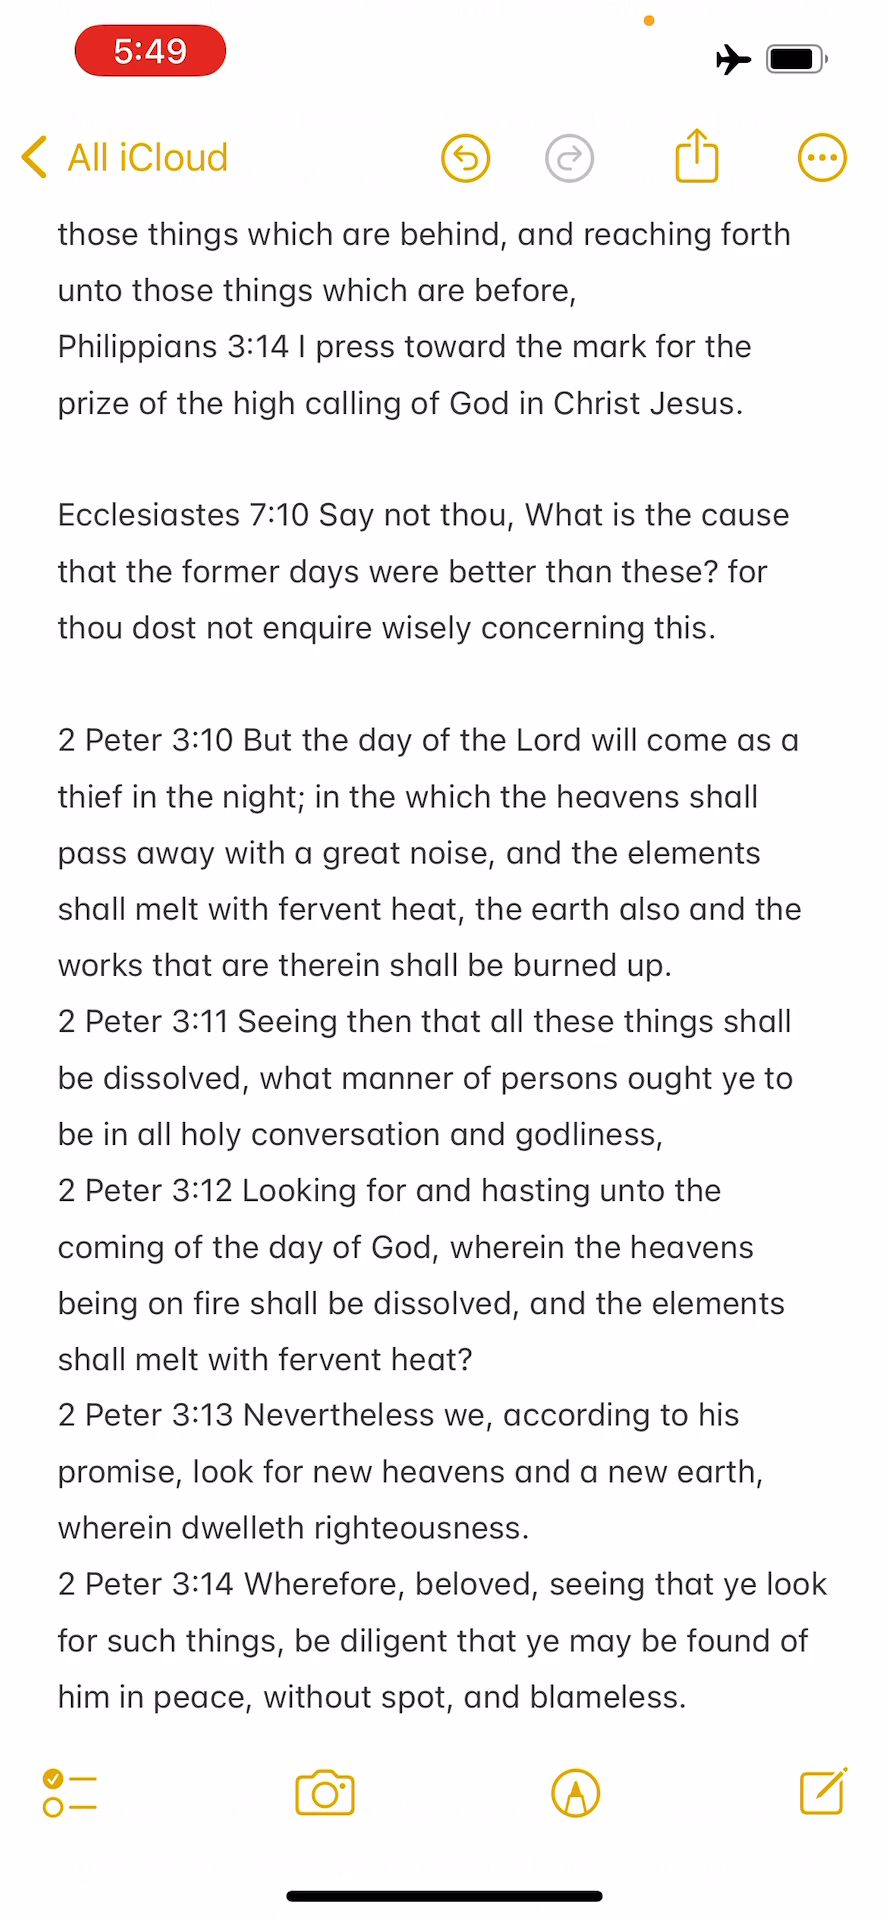 5:49
All iCloud
those things which are behind, and reaching forth
unto those things which are before,
Philippians 3:14 I press toward the mark for the
prize of the high calling of God in Christ Jesus.
Ecclesiastes 7:10 Say not thou, What is the cause
that the former days were better than these? for
thou dost not enquire wisely concerning this.
2 Peter 3:10 But the day of the Lord will come as a
thief in the night; in the which the heavens shall
pass away with a great noise, and the elements
shall melt with fervent heat, the earth also and the
works that are therein shall be burned up.
2 Peter 3:11 Seeing then that all these things shall
be dissolved, what manner of persons ought ye to
be in all holy conversation and godliness,
2 Peter 3:12 Looking for and hasting unto the
coming of the day of God, wherein the heavens
being on fire shall be dissolved, and the elements
shall melt with fervent heat?
2 Peter 3:13 Nevertheless we, according to his
promise, look for new heavens and a new earth,
wherein dwelleth righteousness.
2 Peter 3:14 Wherefore, beloved, seeing that ye look
for such things, be diligent that ye may be found of
him in peace, without spot, and blameless.